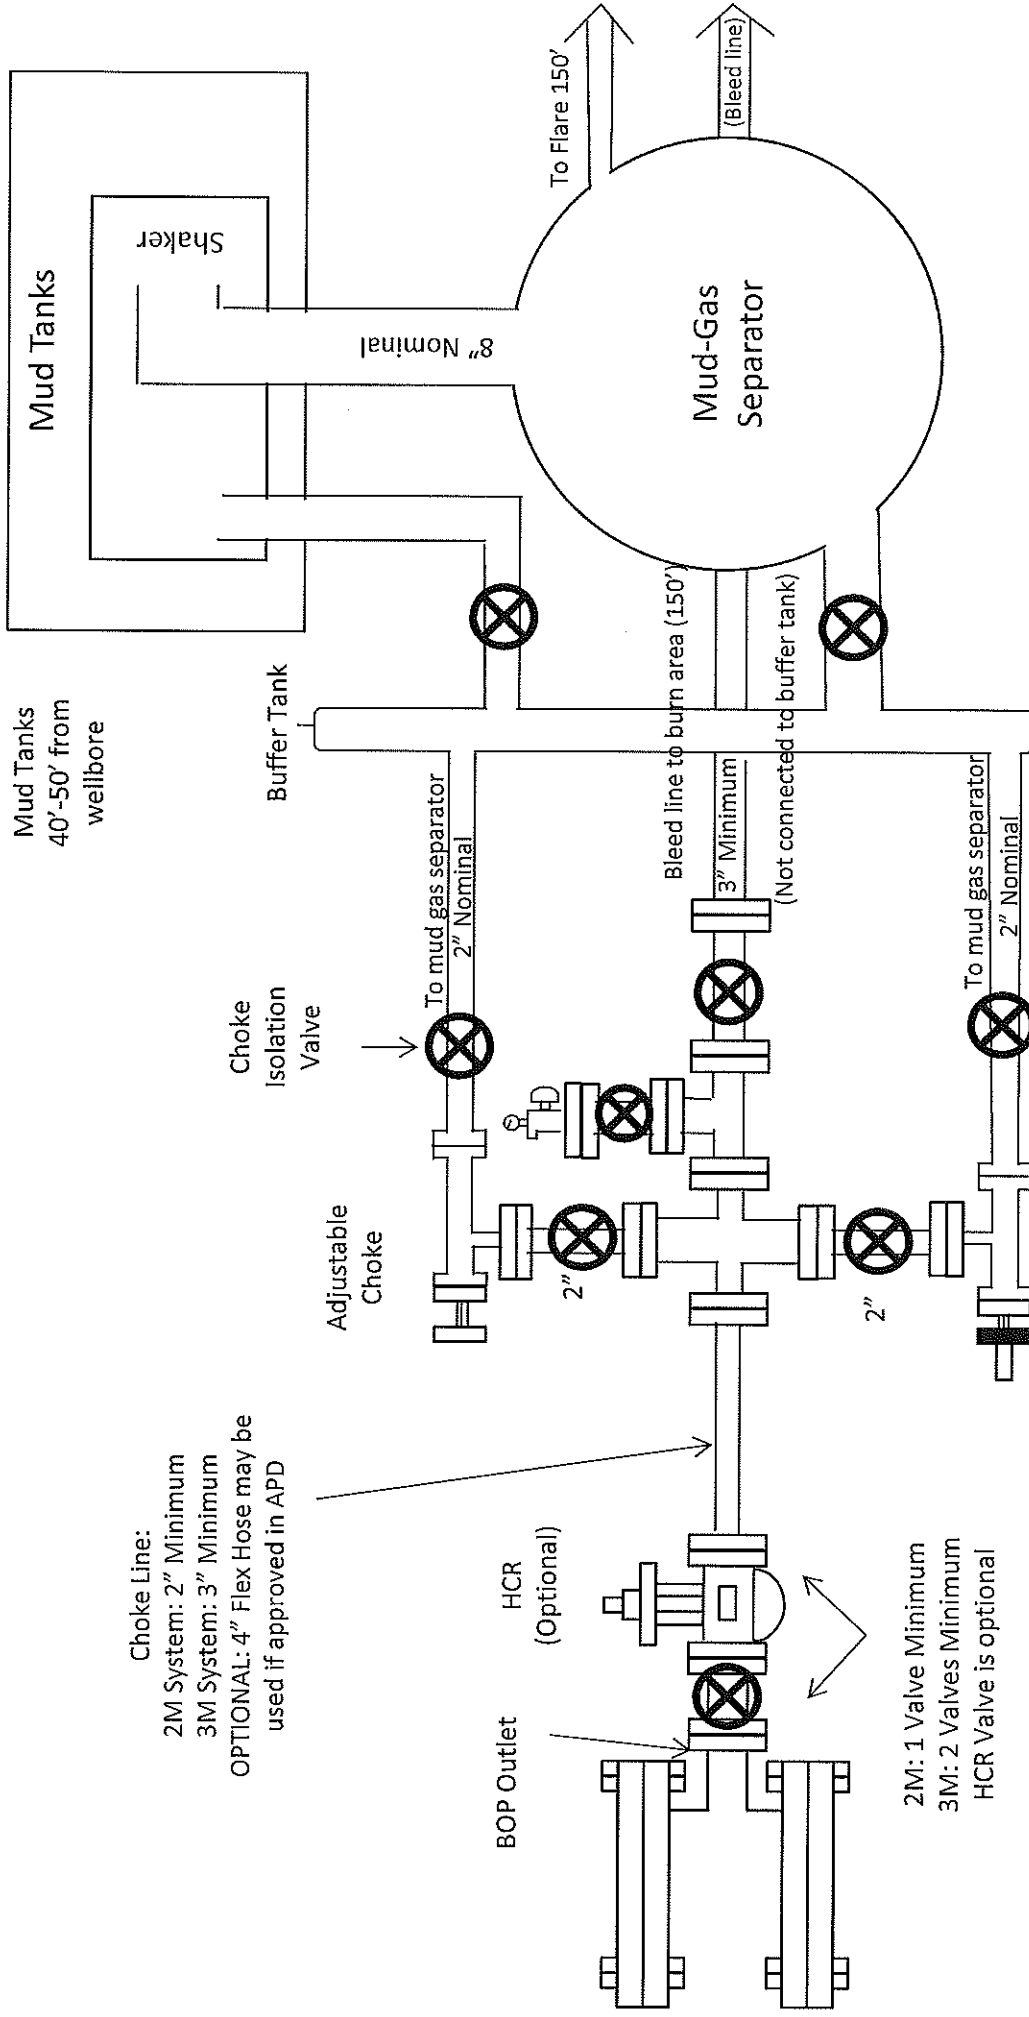 Choke Line:
2M System: 2” Minimum
3M System: 3” Minimum
OPTIONAL: 4” Flex Hose may be
used if approved in APD
Mud Tanks
40’-50’ from
wellbore
Mud Tanks
Shaker
8” Nominal
Buffer Tank
Choke
Isolation
Valve
Adjustable
Choke
To mud gas separator
2” Nominal
To Flare 150’
(Bleed line)
Mud-Gas
Separator
BOP Outlet
HCR
(Optional)
2”
2”
Bleed line to burn area (150’)
3” Minimum
(Not connected to buffer tank)
To mud gas separator
2” Nominal
2M: 1 Valve Minimum
3M: 2 Valves Minimum
HCR Valve is optional